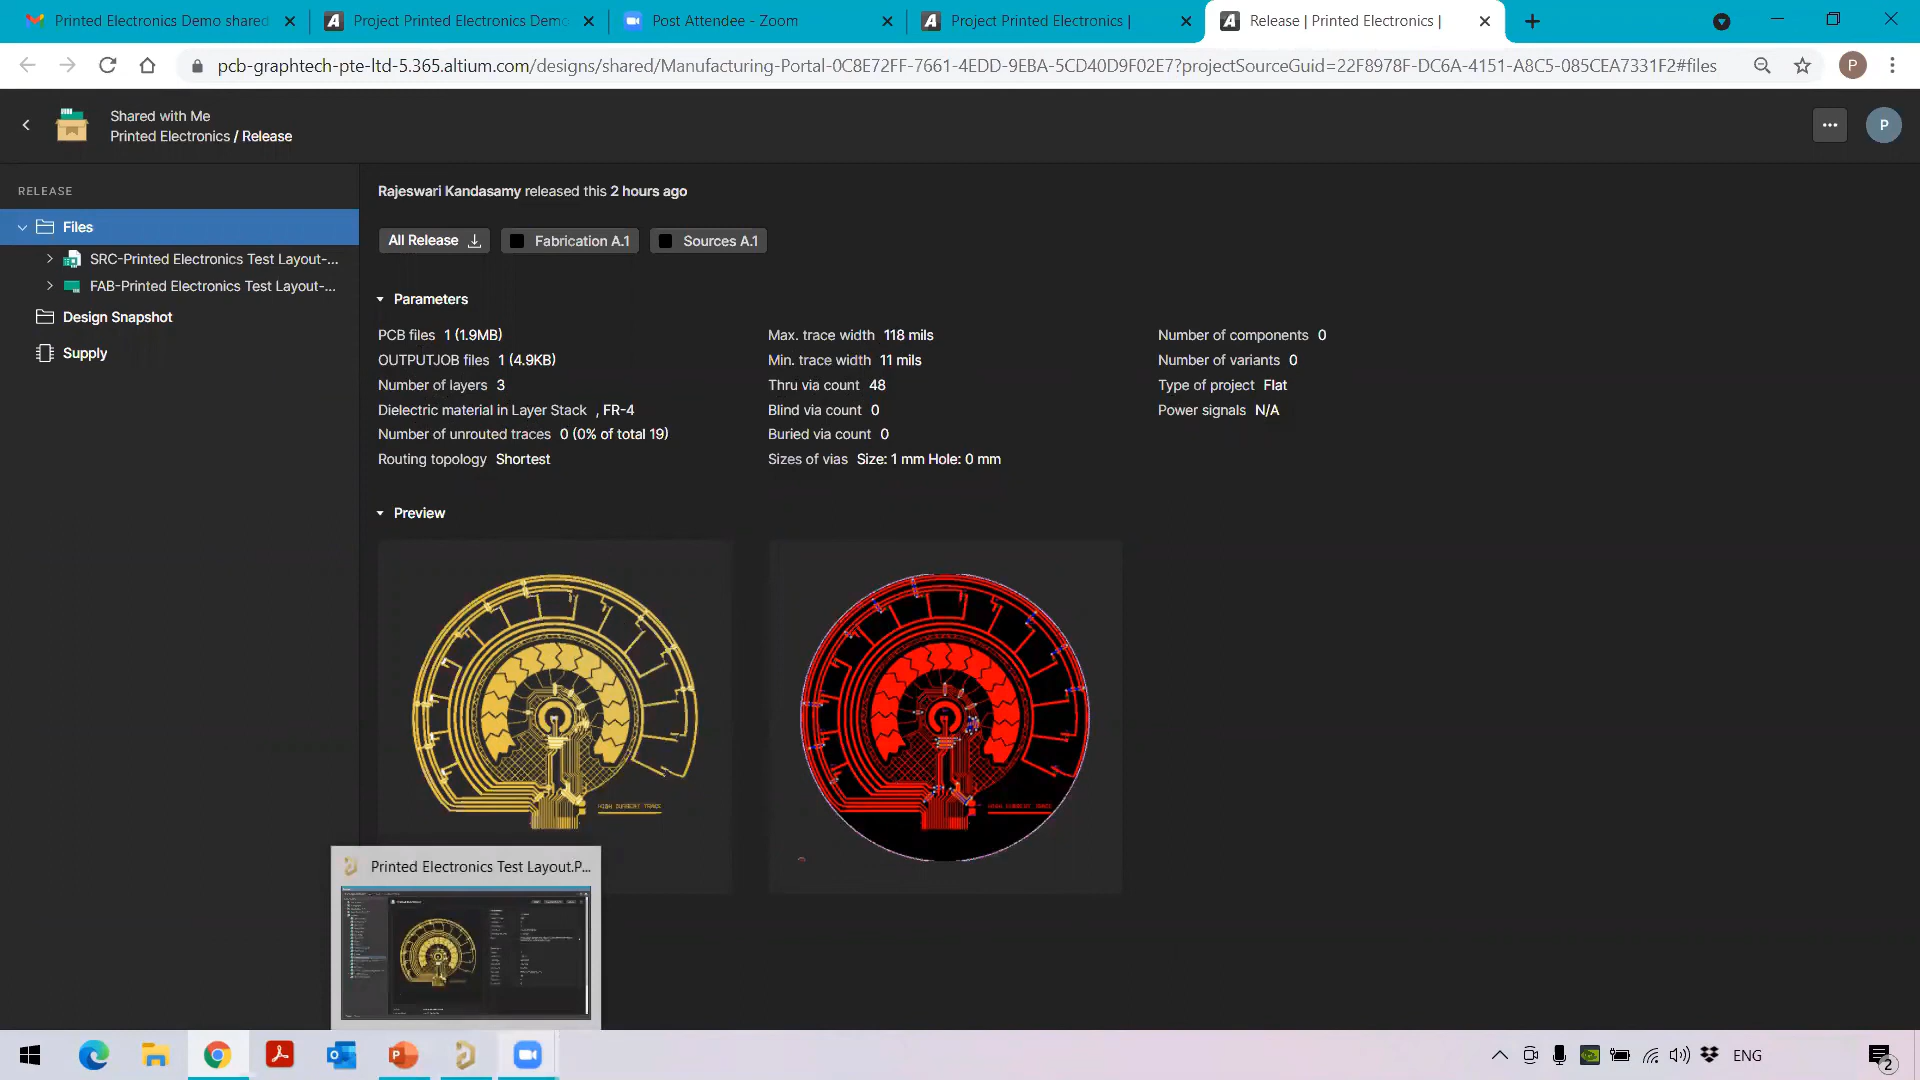 Printed Electronics Demo shared
Project Printed Electronics Demo
Post Attendee - Zoom
Project Printed Electronics |
Release | Printed Electronics |
pcb-graphtech-pte-ltd-5.365.altium.com/designs/shared/Manufacturing-Portal-0C8E72FF-7661-4EDD-9EBA-5CD40D9F02E7?projectSourceGuid=22F8978F-DC6A-4151-A8C5-085CEA7331F2#files
P
Shared with Me
Printed Electronics / Release
P
RELEASE
Files
SRC-Printed Electronics Test Layout-...
FAB-Printed Electronics Test Layout-...
Design Snapshot
Supply
Rajeswari Kandasamy released this 2 hours ago
All Release
Fabrication A.1
Sources A.1
Parameters
PCB files 1 (1.9MB)
OUTPUTJOB files 1 (4.9KB)
Number of layers 3
Dielectric material in Layer Stack , FR-4
Number of unrouted traces 0 (0% of total 19)
Routing topology Shortest
Max. trace width 118 mils
Min. trace width 11 mils
Thru via count 48
Blind via count 0
Buried via count 0
Sizes of vias Size: 1 mm Hole: 0 mm
Number of components 0
Number of variants 0
Type of project Flat
Power signals N/A
Preview
HIGH CURRENT TRACE
HIGH CURRENT TRACE
Printed Electronics Test Layout.P...
ENG
2